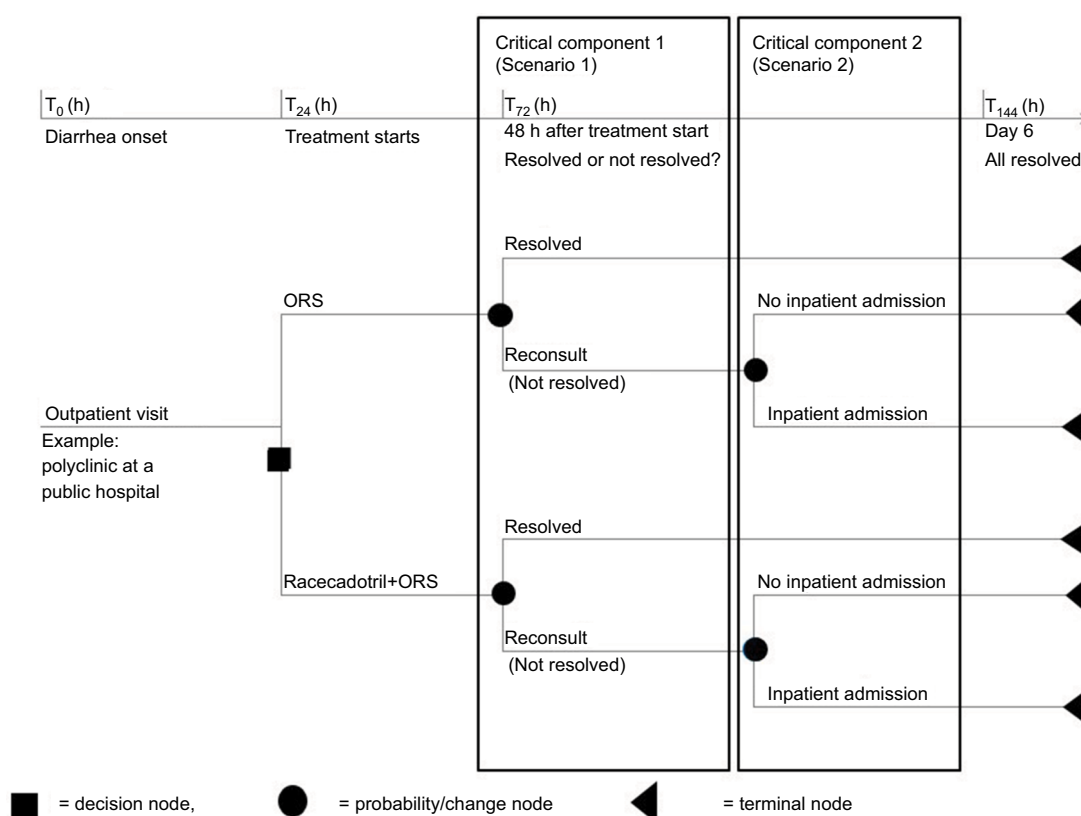 Critical component 1
(Scenario 1)
Critical component 2
(Scenario 2)
T0 (h)
Diarrhea onset
T24 (h)
Treatment starts
T72 (h)
48 h after treatment start
Resolved or not resolved?
T144 (h)
Day 6
All resolved
Resolved
ORS
No inpatient admission
Reconsult
(Not resolved)
Outpatient visit
Inpatient admission
Example:
polyclinic at a
public hospital
Resolved
Racecadotril+ORS
No inpatient admission
Reconsult
(Not resolved)
Inpatient admission
= decision node,
= probability/change node
= terminal node